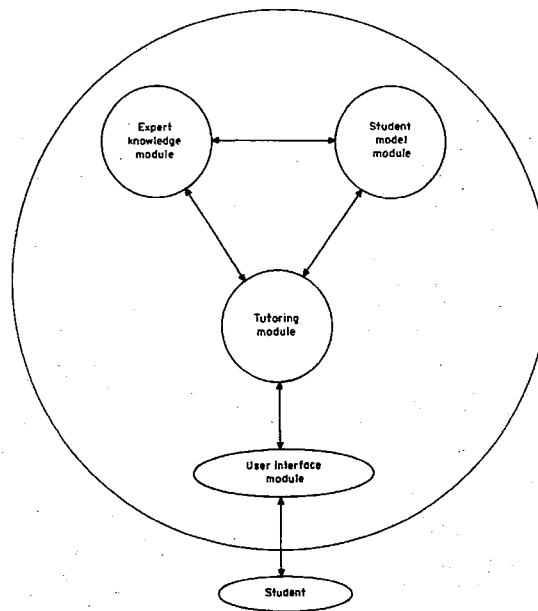 Expert
knowledge
module
Student
model
module
Tutoring
module
User interface
module
Student